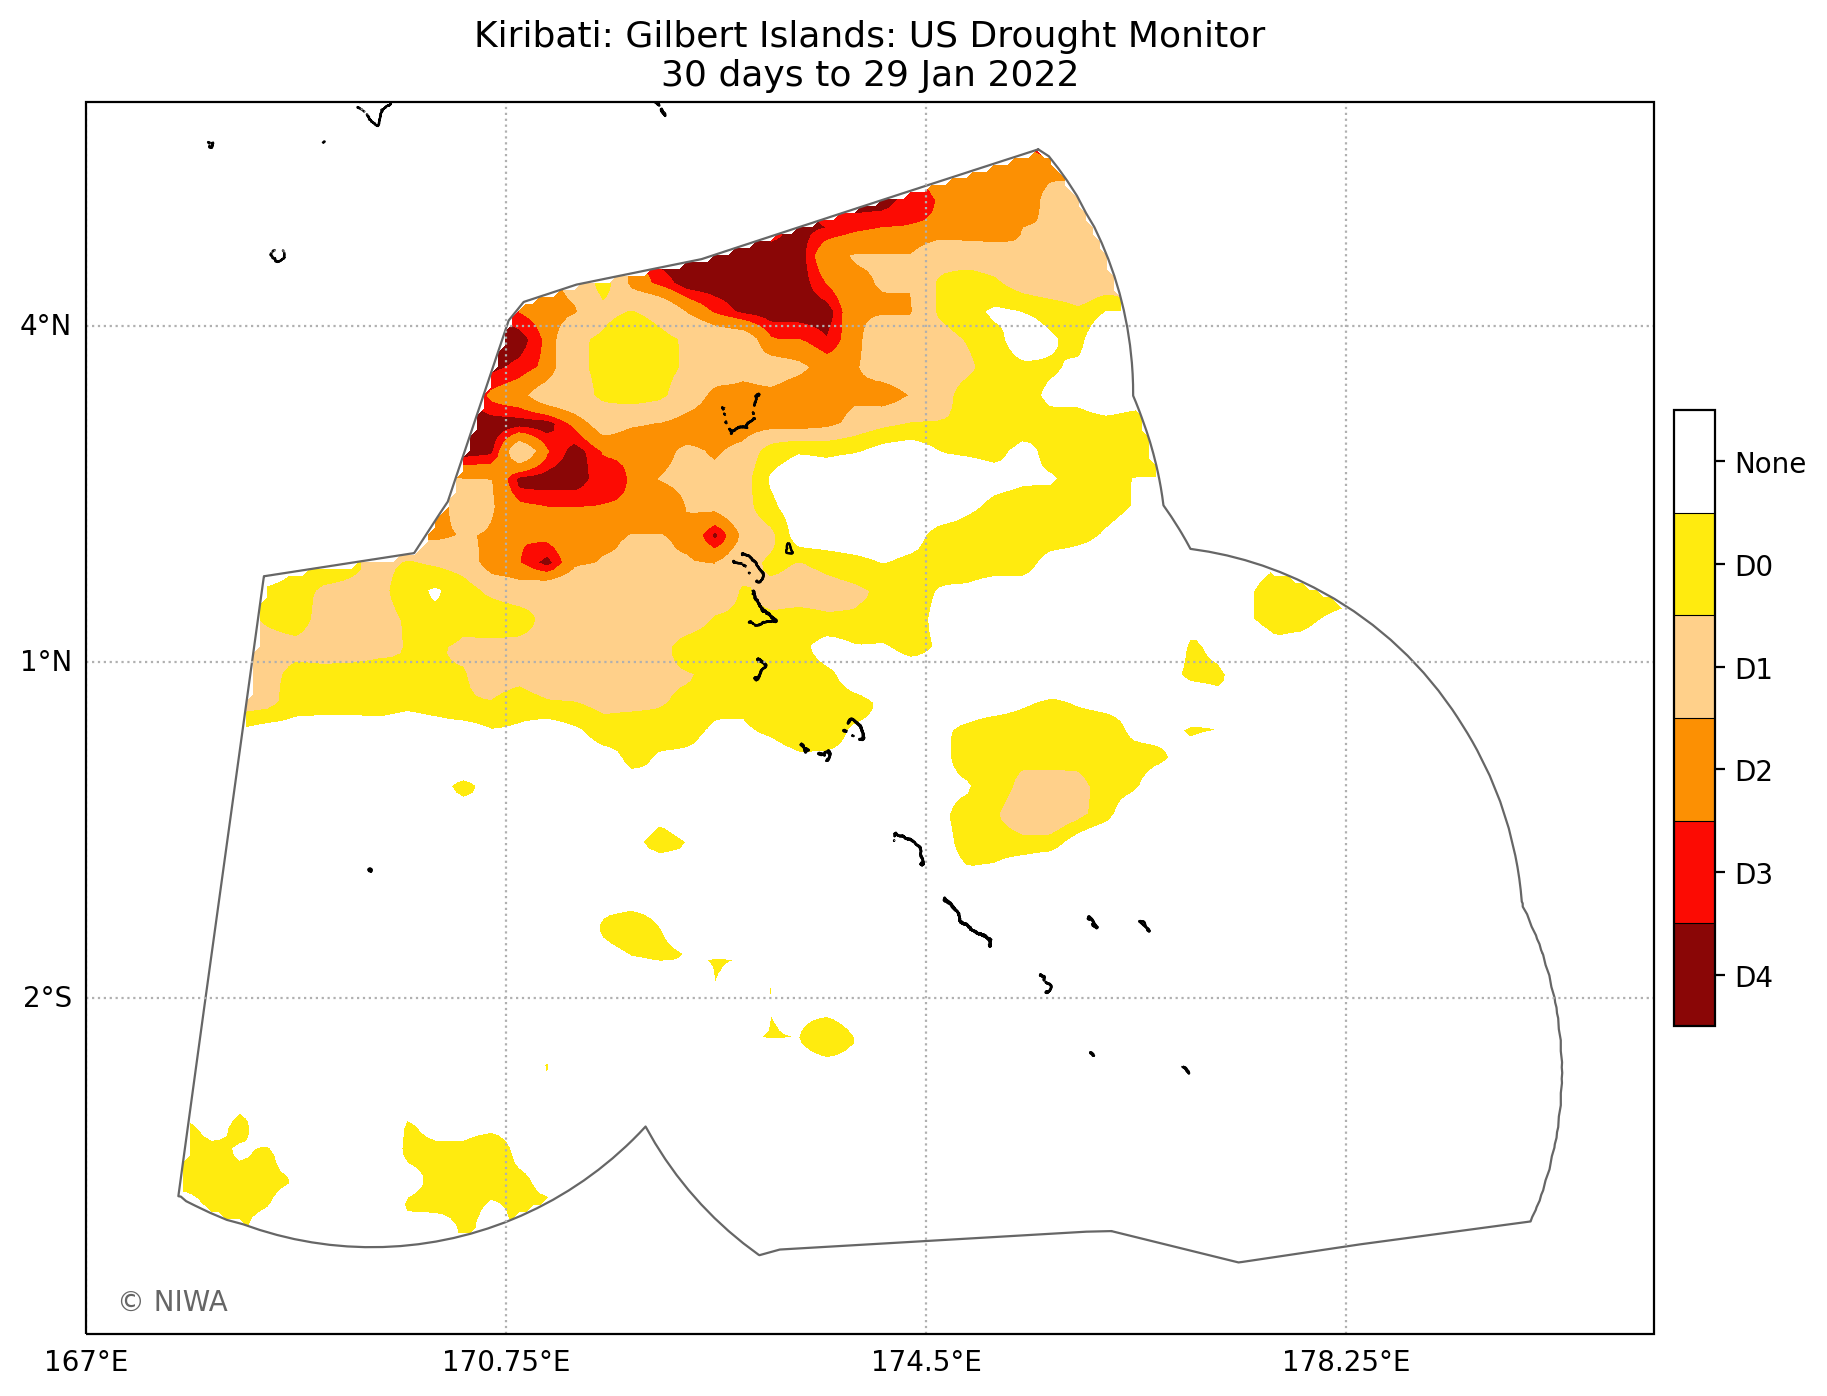 Kiribati: Gilbert Islands: US Drought Monitor
30 days to 29 Jan 2022
4°N
1°N
2°S
167°E
170.75°E
174.5°E
178.25°E
None
D0
D1
D2
D3
D4
© NIWA